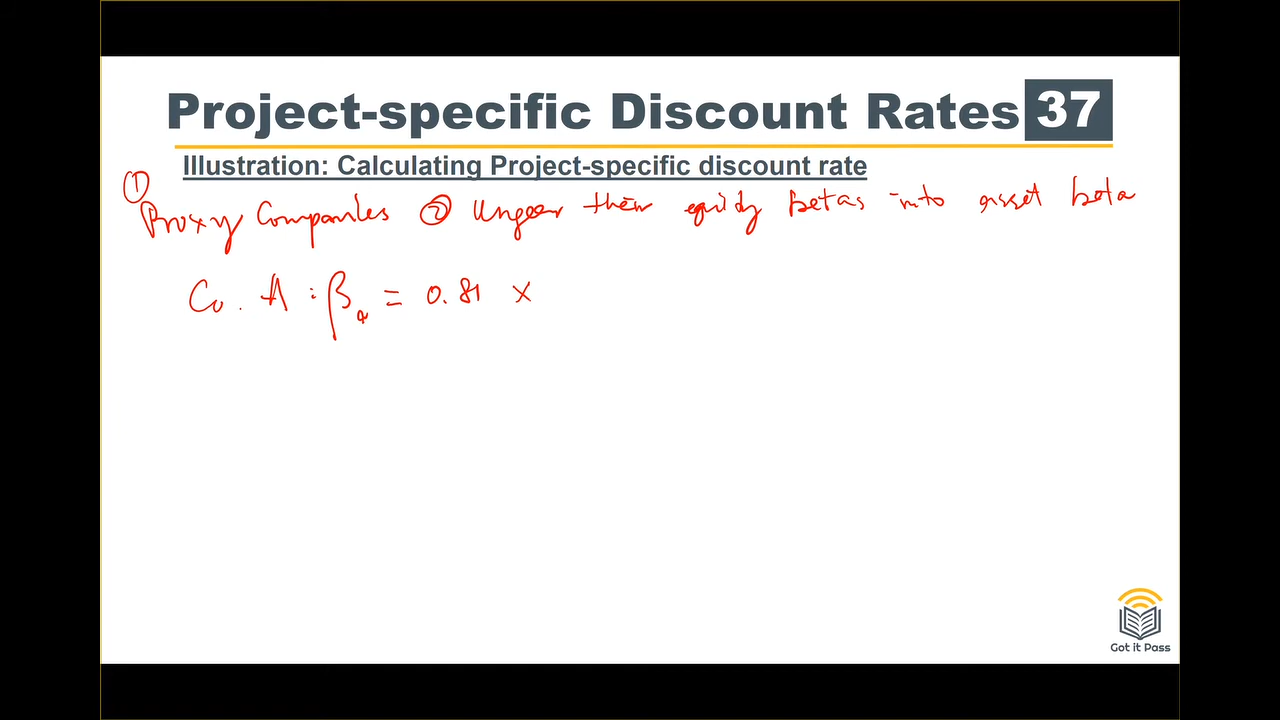 Project-specific Discount Rates 37
Illustration: Calculating Project-specific discount rate
① Proxy Companies ② Ungear their equity betas into asset beta
Co. A : βa = 0.81 ×
Got it Pass